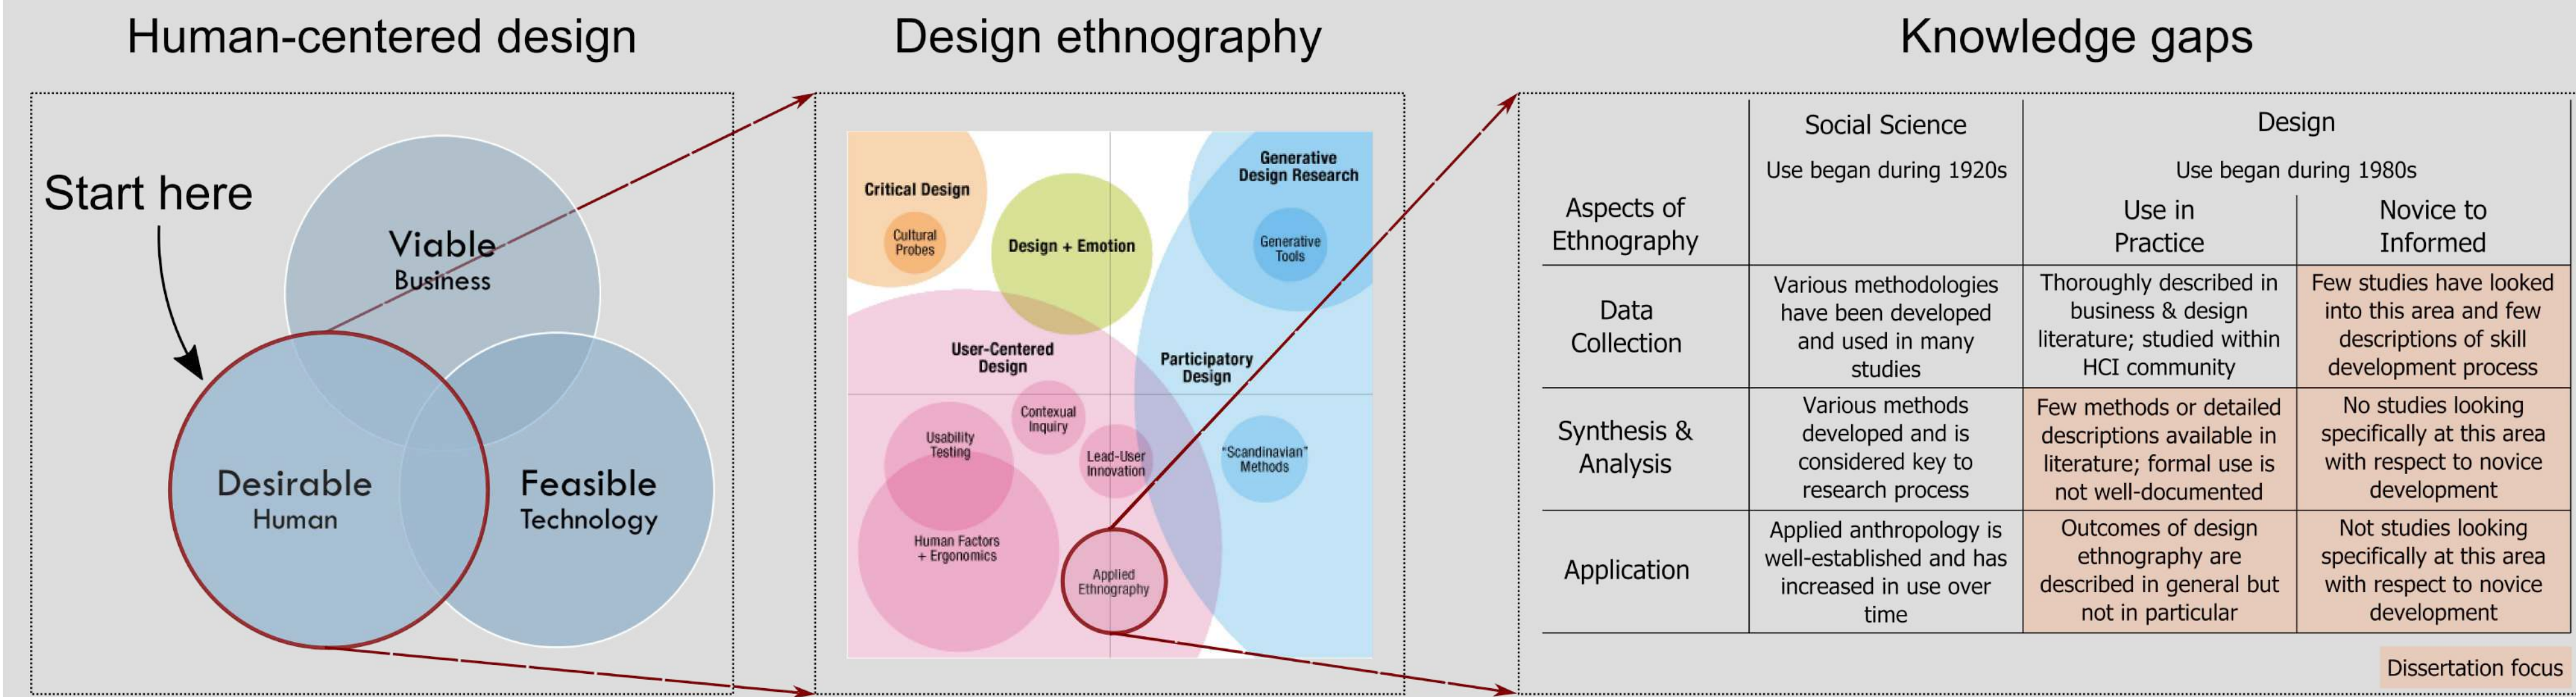 Human-centered design
Start here
Viable
Business
Desirable
Human
Feasible
Technology
Design ethnography
Critical Design
Cultural
Probes
Design + Emotion
Generative
Design Research
Generative
Tools
User-Centered
Design
Participatory
Design
Contexual
Inquiry
Usability
Testing
Lead-User
Innovation
"Scandinavian"
Methods
Human Factors
+ Ergonomics
Applied
Ethnography
Knowledge gaps
Aspects of
Ethnography
Social Science
Use began during 1920s
Design
Use began during 1980s
Use in
Practice
Novice to
Informed
Data
Collection
Various methodologies
have been developed
and used in many
studies
Thoroughly described in
business & design
literature; studied within
HCI community
Few studies have looked
into this area and few
descriptions of skill
development process
Synthesis &
Analysis
Various methods
developed and is
considered key to
research process
Few methods or detailed
descriptions available in
literature; formal use is
not well-documented
No studies looking
specifically at this area
with respect to novice
development
Application
Applied anthropology is
well-established and has
increased in use over
time
Outcomes of design
ethnography are
described in general but
not in particular
Not studies looking
specifically at this area
with respect to novice
development
Dissertation focus